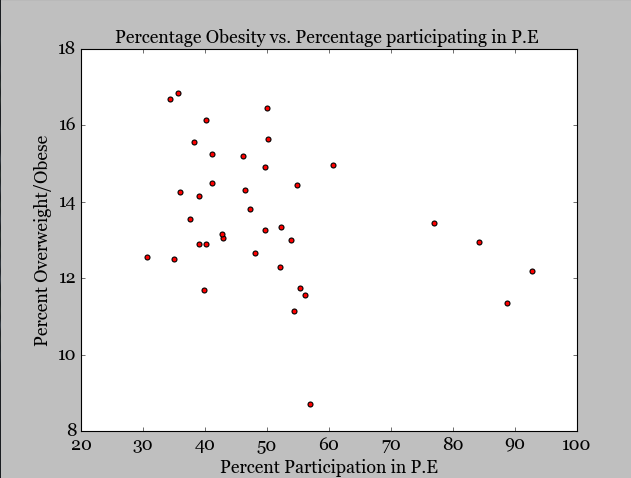 Percentage Obesity vs. Percentage participating in P.E
18
16
14
12
10
8
Percent Overweight/Obese
20 30 40 50 60 70 80 90 100
Percent Participation in P.E